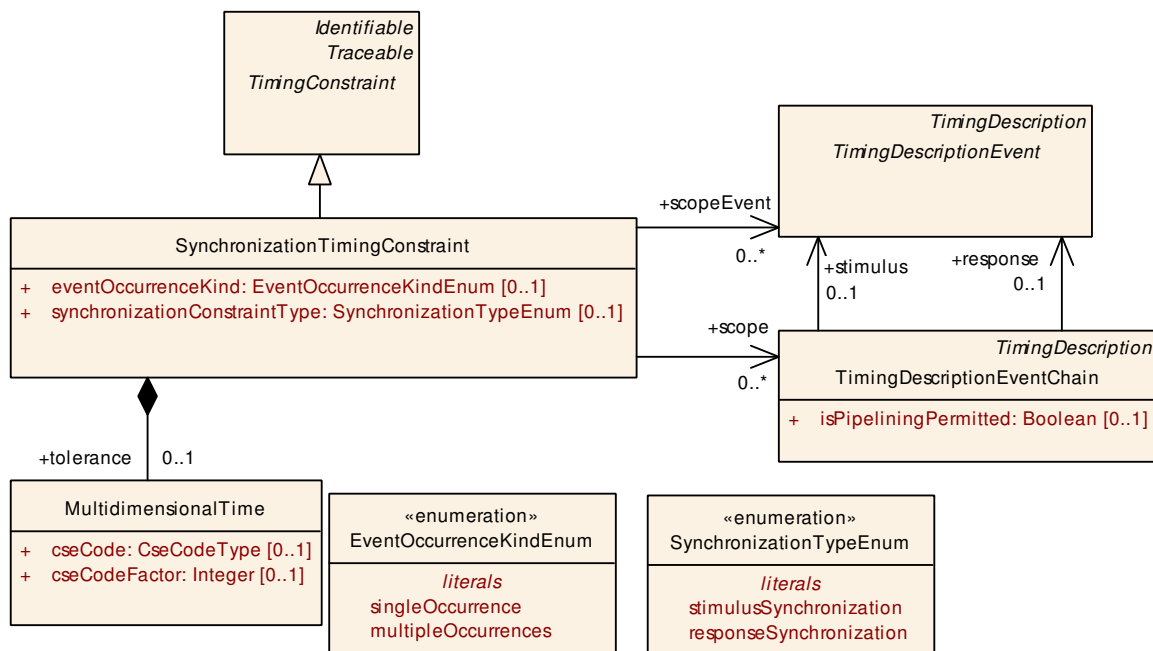 Identifiable
Traceable
TimingConstraint
TimingDescription
TimingDescriptionEvent
+scopeEvent
0..*
SynchronizationTimingConstraint
+ eventOccurrenceKind: EventOccurrenceKindEnum [0..1]
+ synchronizationConstraintType: SynchronizationTypeEnum [0..1]
+stimulus
0..1
+response
0..1
+scope
0..*
TimingDescription
TimingDescriptionEventChain
+ isPipeliningPermitted: Boolean [0..1]
+tolerance
0..1
MultidimensionalTime
+ cseCode: CseCodeType [0..1]
+ cseCodeFactor: Integer [0..1]
«enumeration»
EventOccurrenceKindEnum
literals
singleOccurrence
multipleOccurrences
«enumeration»
SynchronizationTypeEnum
literals
stimulusSynchronization
responseSynchronization